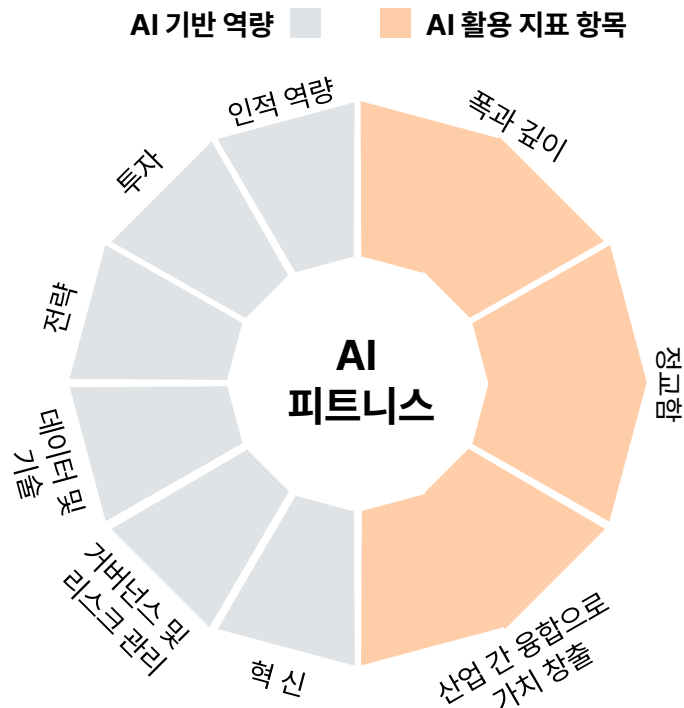 AI 기반 역량
AI 활용 지표 항목
인적 역량
폭과 깊이
투자
전략
AI
피트니스
정교함
데이터 및
기술
거버넌스 및
리스크 관리
혁 신
산업 간 융합으로
가치 창출